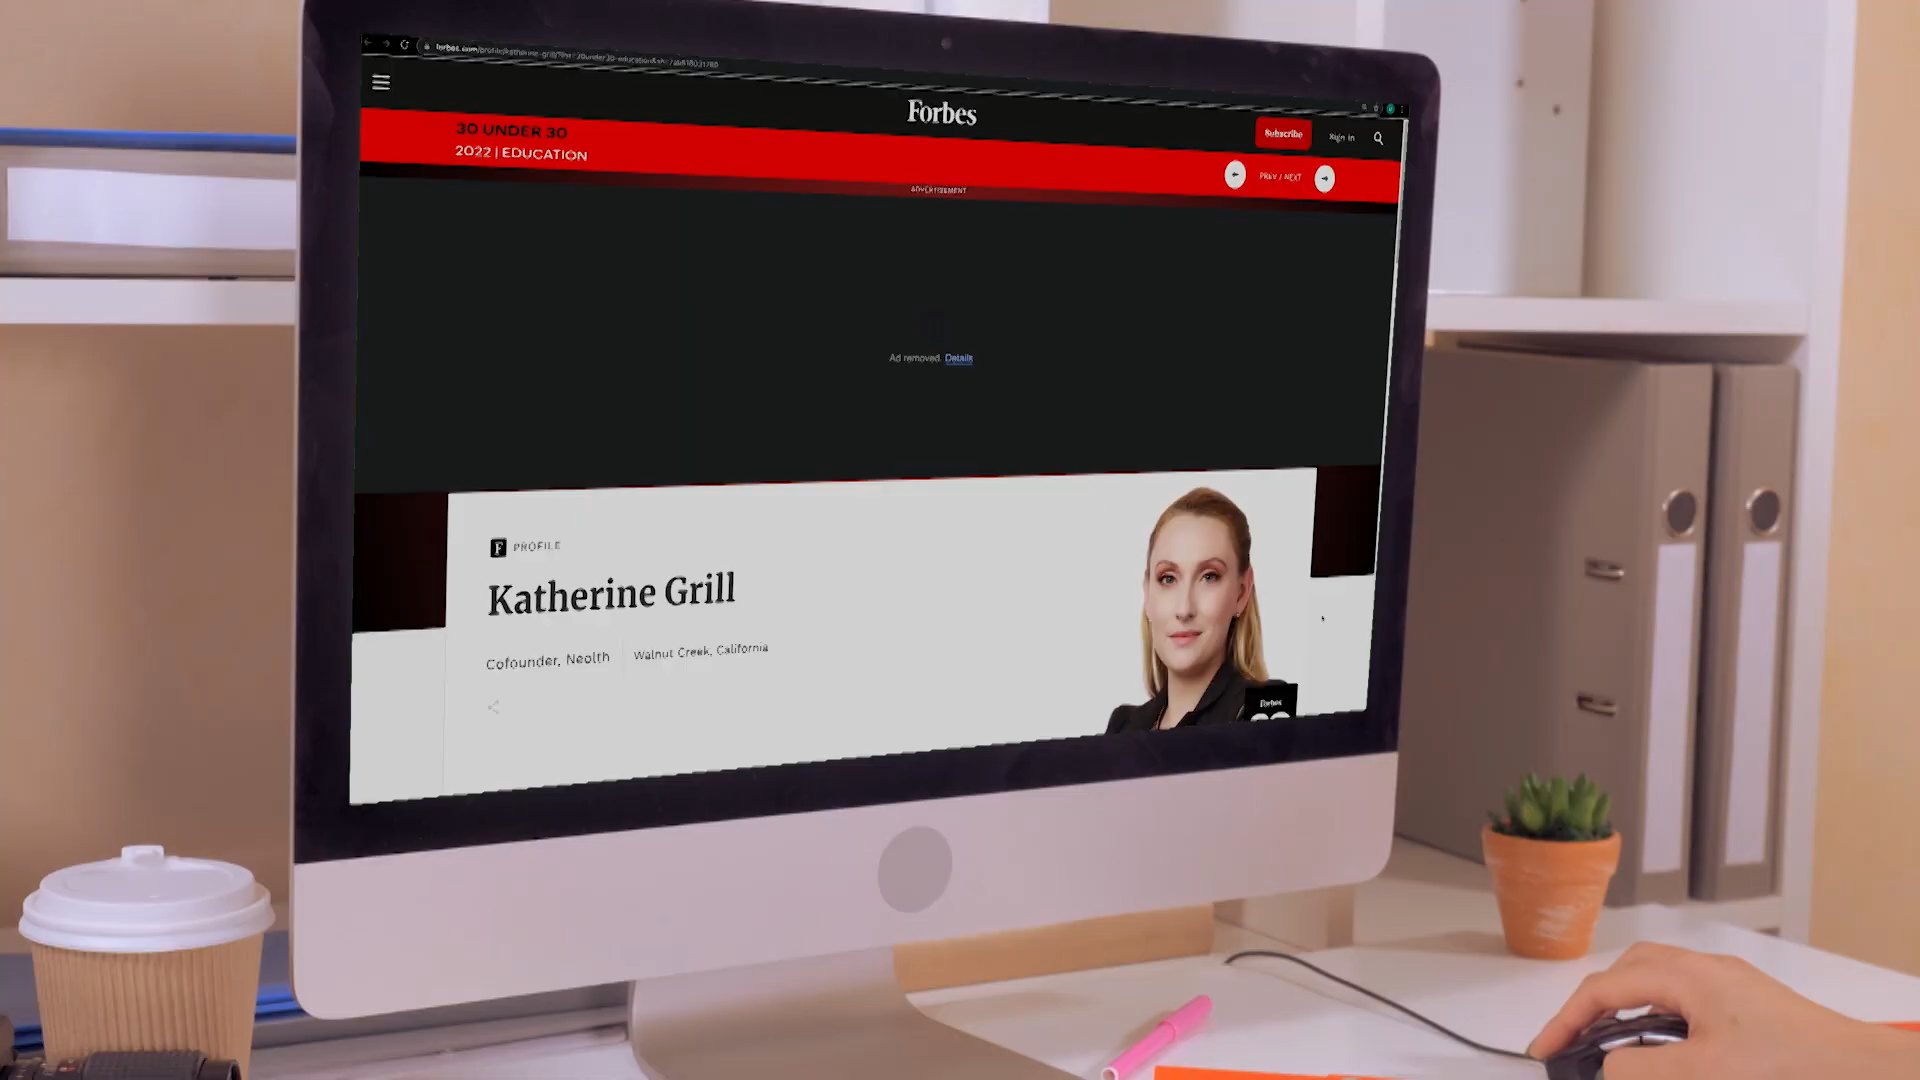 Forbes
Subscribe
Sign In
30 UNDER 30
2022 | EDUCATION
PREV / NEXT
ADVERTISEMENT
Ad removed. Details
F PROFILE
Katherine Grill
Cofounder, Neolth
Walnut Creek, California
Forbes